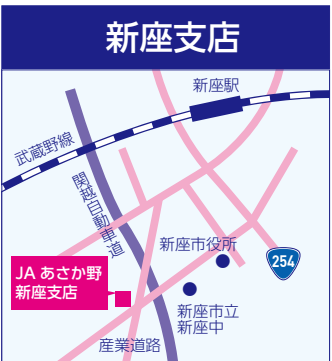 新座支店
新座駅
武蔵野線
関越自動車道
新座市役所
254
JA あさか野
新座支店
新座市立
新座中
産業道路